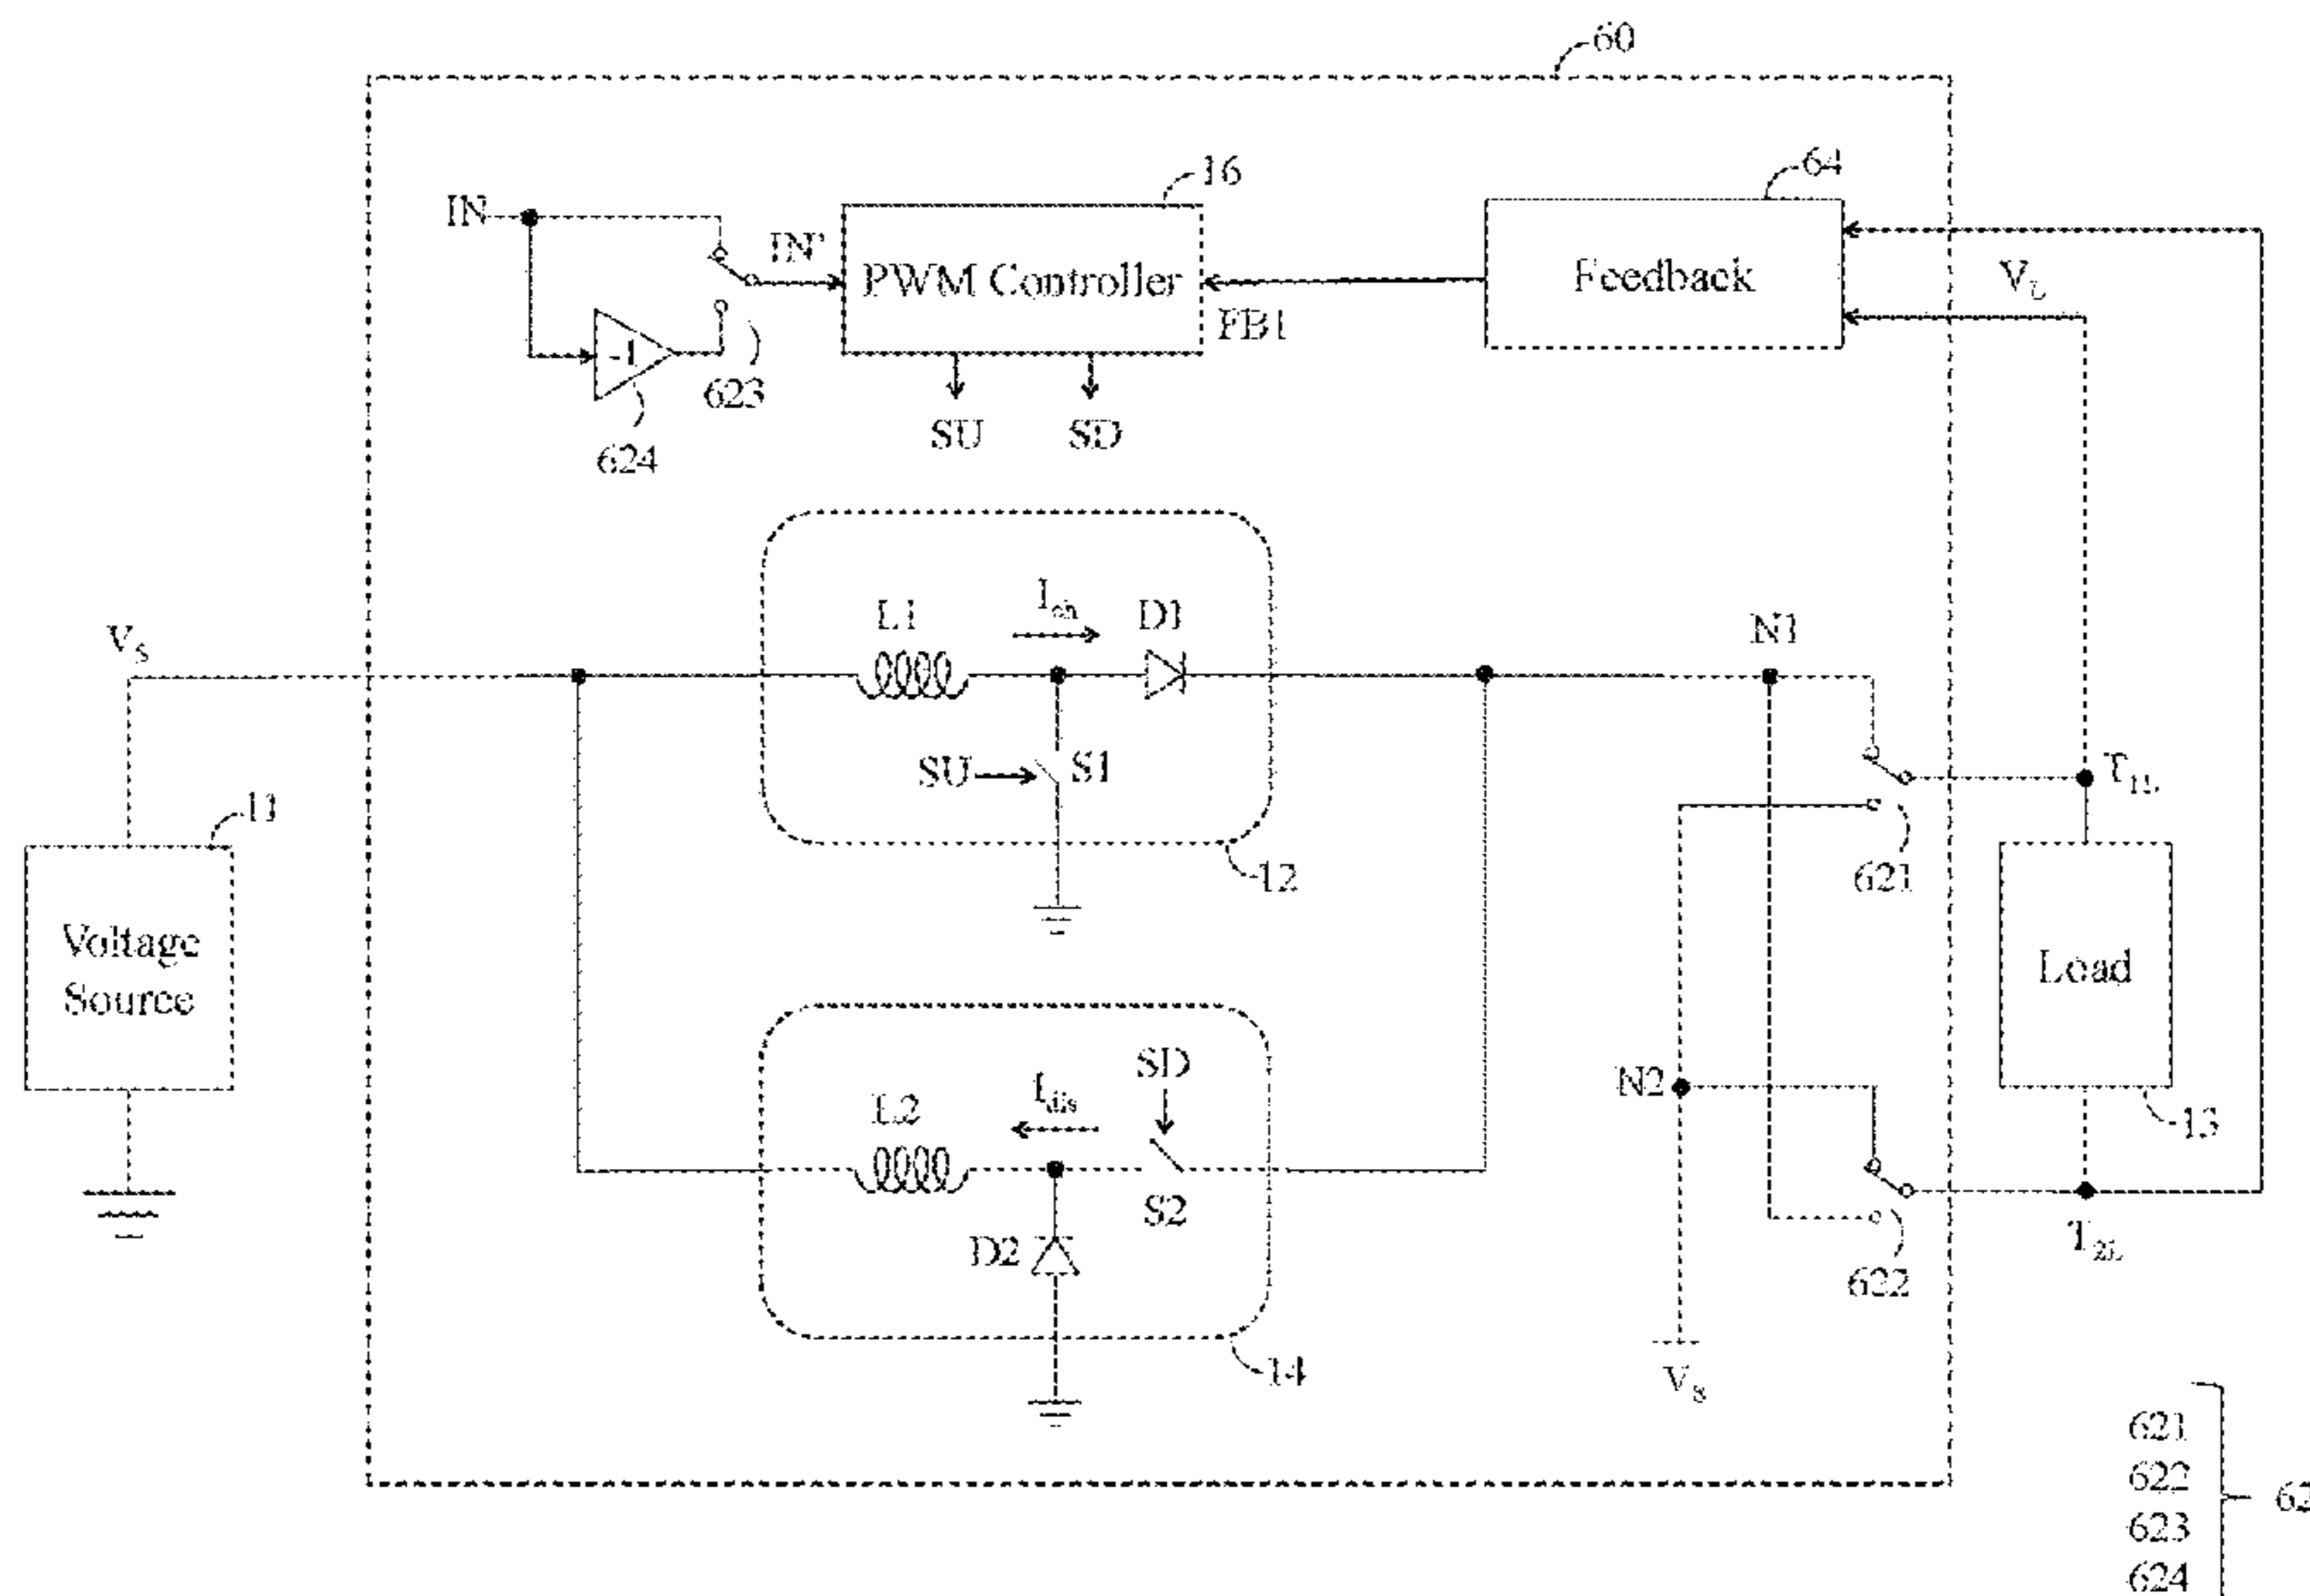 60
16
64
IN
IN'
PWM Controller
Feedback
V_L
FB1
-1
623
624
SU
SD
V_S
L1
I_ch
D1
N1
SU
S1
T_1L
11
12
621
Voltage
Source
Load
SD
N2
L2
I_dis
S2
13
D2
T_2L
622
14
V_S
621
622
623
624
62